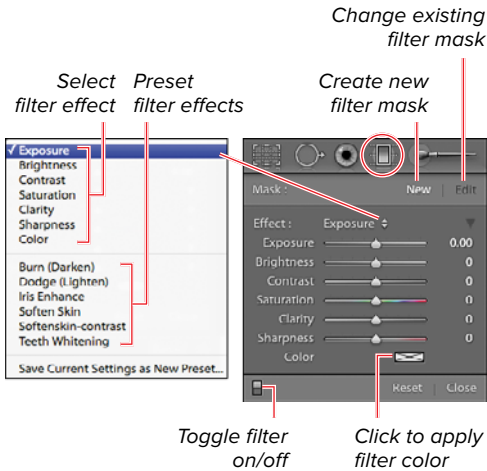 Change existing
filter mask
Select
filter effect
Preset
filter effects
Create new
filter mask
✓ Exposure
Brightness
Contrast
Saturation
Clarity
Sharpness
Color
Burn (Darken)
Dodge (Lighten)
Iris Enhance
Soften Skin
Softenskin-contrast
Teeth Whitening
Save Current Settings as New Preset...
Mask : New | Edit
Effect : Exposure
Exposure 0.00
Brightness 0
Contrast 0
Saturation 0
Clarity 0
Sharpness 0
Color
Reset | Close
Toggle filter
on/off
Click to apply
filter color